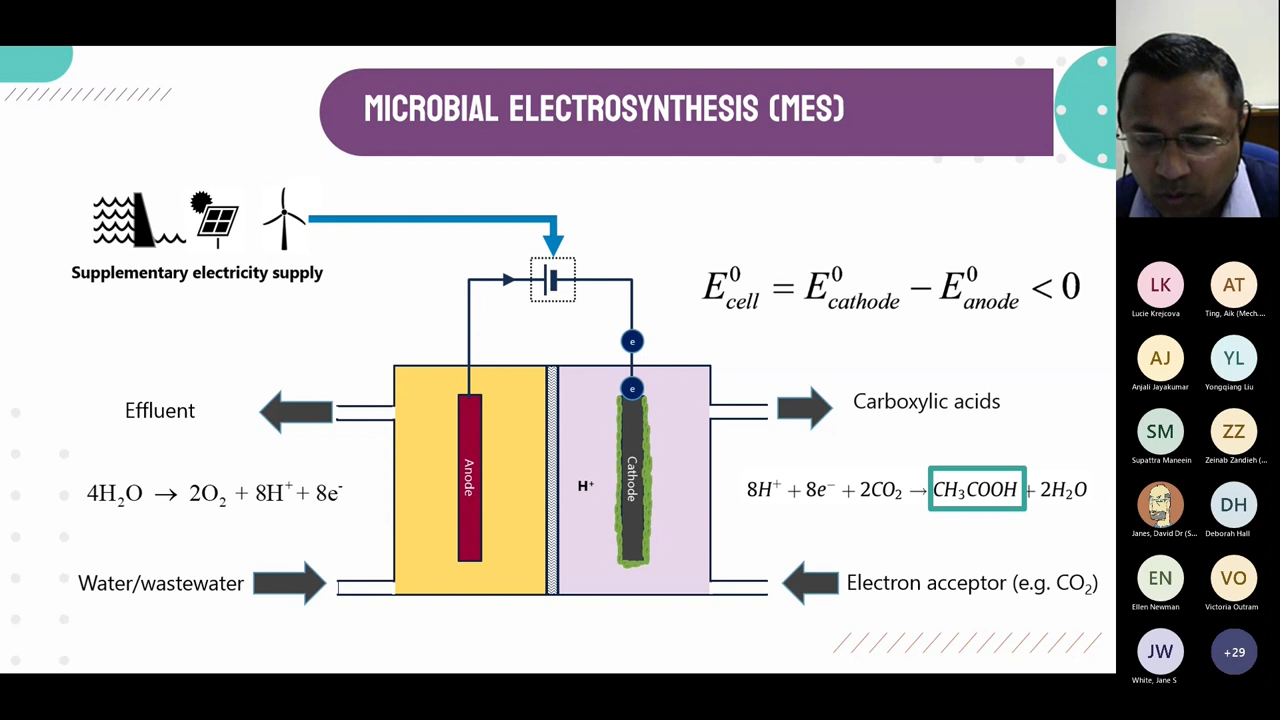 MICROBIAL ELECTROSYNTHESIS (MES)
Supplementary electricity supply
E⁰cell = E⁰cathode − E⁰anode < 0
e
e
Effluent
Carboxylic acids
Anode
Cathode
H⁺
4H₂O → 2O₂ + 8H⁺ + 8e⁻
8H⁺ + 8e⁻ + 2CO₂ → CH₃COOH + 2H₂O
Water/wastewater
Electron acceptor (e.g. CO₂)
LK
Lucie Krejcova
AT
Ting, Aik (Mech....
AJ
Anjali Jayakumar
YL
Yongqiang Liu
SM
Supattra Maneein
ZZ
Zeinab Zandieh (...
Janes, David Dr (S...
DH
Deborah Hall
EN
Ellen Newman
VO
Victoria Outram
JW
White, Jane S
+29